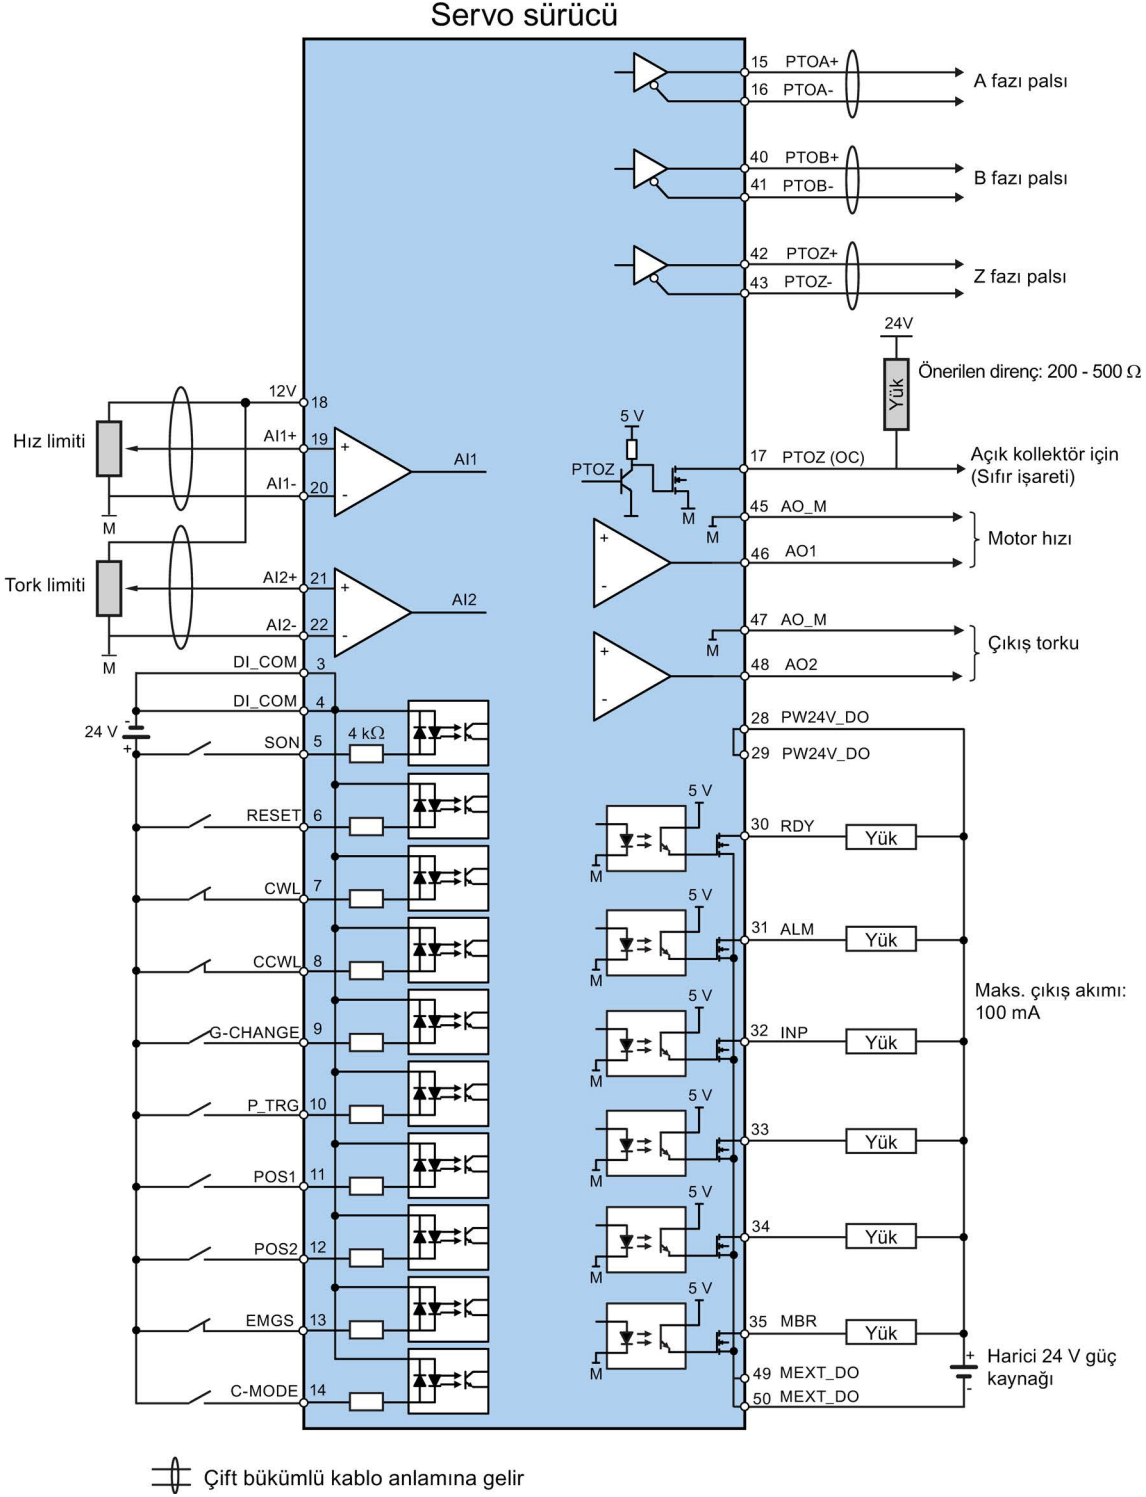 Servo sürücü
15 PTOA+
16 PTOA-
A fazı palsı
40 PTOB+
41 PTOB-
B fazı palsı
42 PTOZ+
43 PTOZ-
Z fazı palsı
24V
Yük
Önerilen direnç: 200 - 500 Ω
5 V
PTOZ
M
17 PTOZ (OC)
Açık kollektör için
(Sıfır işareti)
45 AO_M
M
46 AO1
+
-
Motor hızı
47 AO_M
M
48 AO2
+
-
Çıkış torku
12V 18
Hız limiti
AI1+ 19
AI1- 20
M
+
-
AI1
Tork limiti
AI2+ 21
AI2- 22
M
+
-
AI2
DI_COM 3
DI_COM 4
24 V
-
+
SON 5
4 kΩ
RESET 6
CWL 7
CCWL 8
G-CHANGE 9
P_TRG 10
POS1 11
POS2 12
EMGS 13
C-MODE 14
28 PW24V_DO
29 PW24V_DO
5 V
M
30 RDY
Yük
5 V
M
31 ALM
Yük
5 V
M
32 INP
Yük
5 V
M
33
Yük
5 V
M
34
Yük
5 V
M
35 MBR
Yük
Maks. çıkış akımı:
100 mA
49 MEXT_DO
50 MEXT_DO
+
-
Harici 24 V güç
kaynağı
Çift bükümlü kablo anlamına gelir